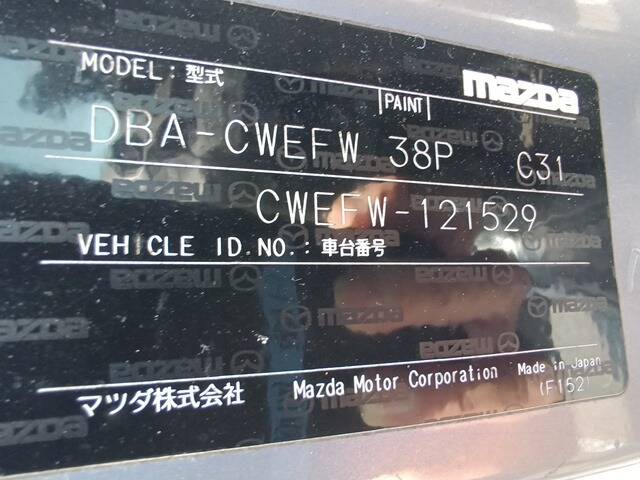 mazda
MODEL: 型式 PAINT
DBA-CWEFW 38P C31
CWEFW-121529
VEHICLE ID.NO.: 車台番号
マツダ株式会社 Mazda Motor Corporation Made in Japan
(F152)